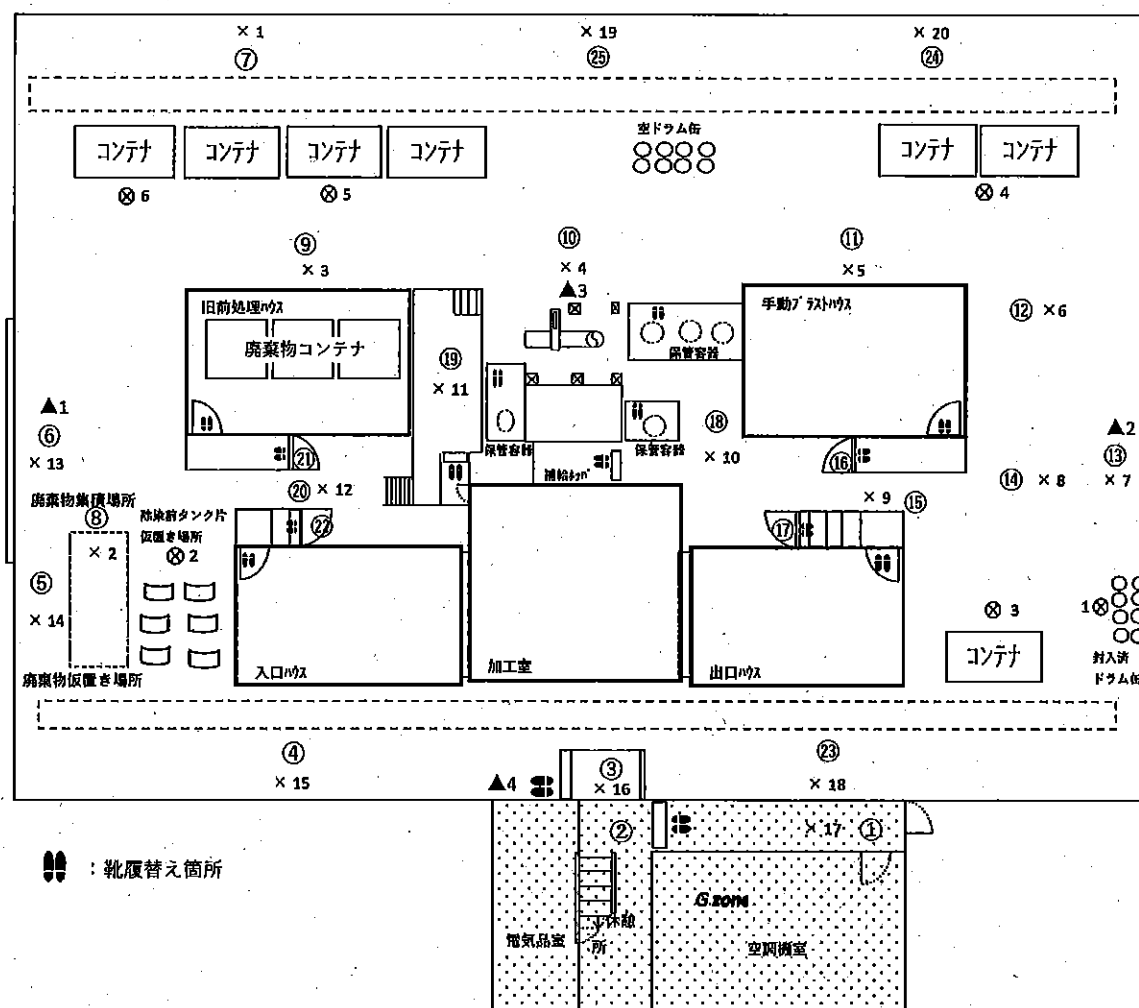 × 1
× 19
× 20
⑦
㉕
㉔
コンテナ
コンテナ
コンテナ
コンテナ
空ドラム缶
コンテナ
コンテナ
⊗ 6
⊗ 5
⊗ 4
⑨
⑩
⑪
× 3
× 4
× 5
▲3
旧前処理ハウス
手動ブラストハウス
⑫ × 6
廃棄物コンテナ
保管容器
⑲
× 11
▲1
⑥
× 13
⑱
× 10
▲2
⑬
× 7
保管容器
保管容器
㉑
⑯
⑭ × 8
⑳ × 12
× 9
⑮
廃棄物集積場所
⑧
× 2
除染前タンク片
仮置き場所
⊗ 2
㉒
⑰
⑤
× 14
廃棄物仮置き場所
入口ハウス
加工室
出口ハウス
⊗ 3
コンテナ
1⊗
封入済
ドラム缶
④
× 15
▲4
③
× 16
㉓
× 18
②
× 17
①
：靴履替え箇所
G zone
電気品室
休憩
所
空調機室